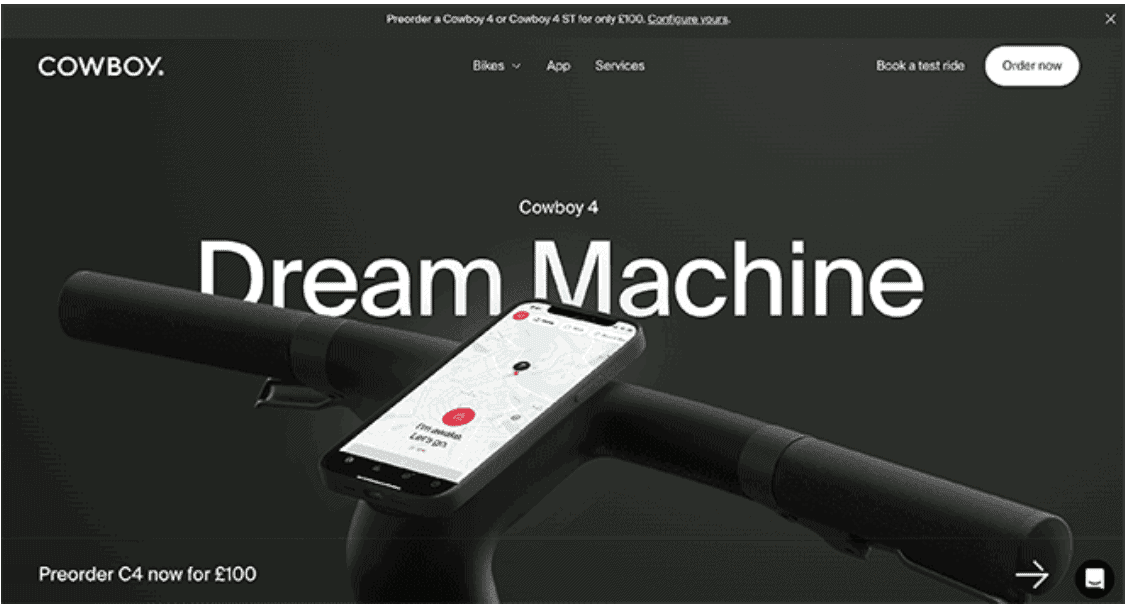 Preorder a Cowboy 4 or Cowboy 4 ST for only £100. Configure yours.
COWBOY.
Bikes
App
Services
Book a test ride
Order now
Cowboy 4
Dream Machine
I'm awake.
Let's go
Preorder C4 now for £100